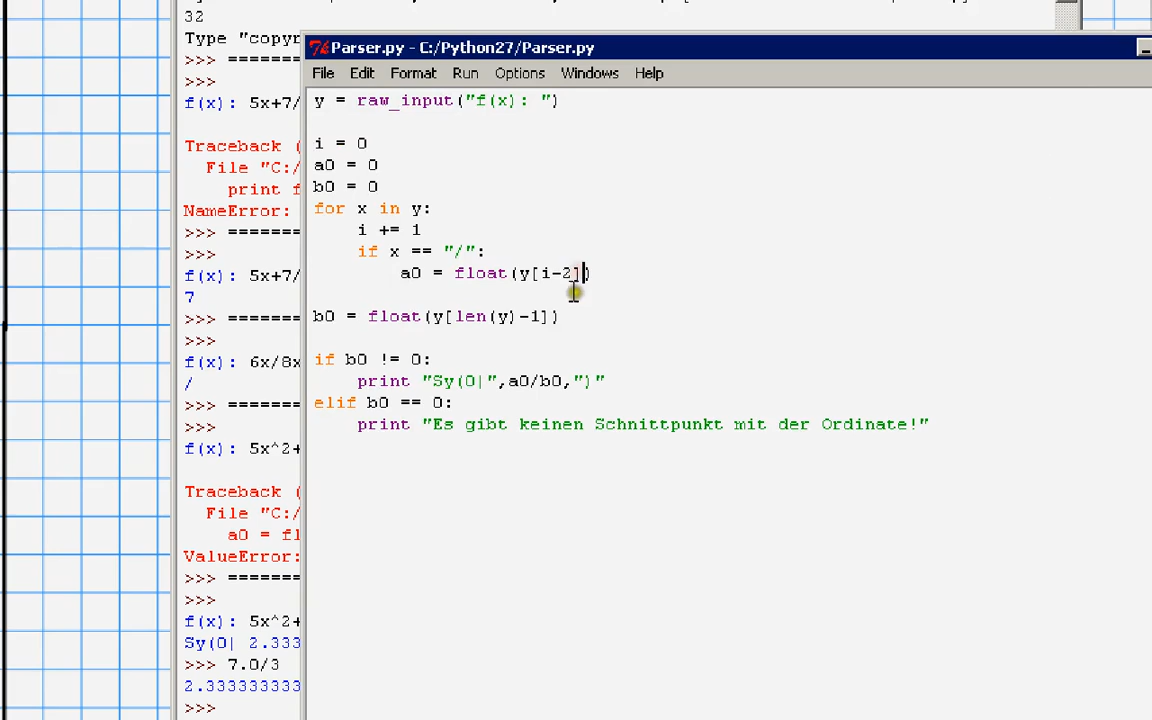 32
Type "copyr
>>> ======
>>>
f(x): 5x+7/
Traceback (
File "C:/
print f
NameError:
>>> ======
>>>
f(x): 5x+7/
7
>>> ======
>>>
f(x): 6x/8x
/
>>> ======
>>>
f(x): 5x^2+
Traceback (
File "C:/
a0 = fl
ValueError:
>>> ======
>>>
f(x): 5x^2+
Sy(0| 2.333
>>> 7.0/3
2.333333333
>>>
Parser.py - C:/Python27/Parser.py
File Edit Format Run Options Windows Help
y = raw_input("f(x): ")
i = 0
a0 = 0
b0 = 0
for x in y:
i += 1
if x == "/":
a0 = float(y[i-2])
b0 = float(y[len(y)-1])
if b0 != 0:
print "Sy(0|",a0/b0,")"
elif b0 == 0:
print "Es gibt keinen Schnittpunkt mit der Ordinate!"